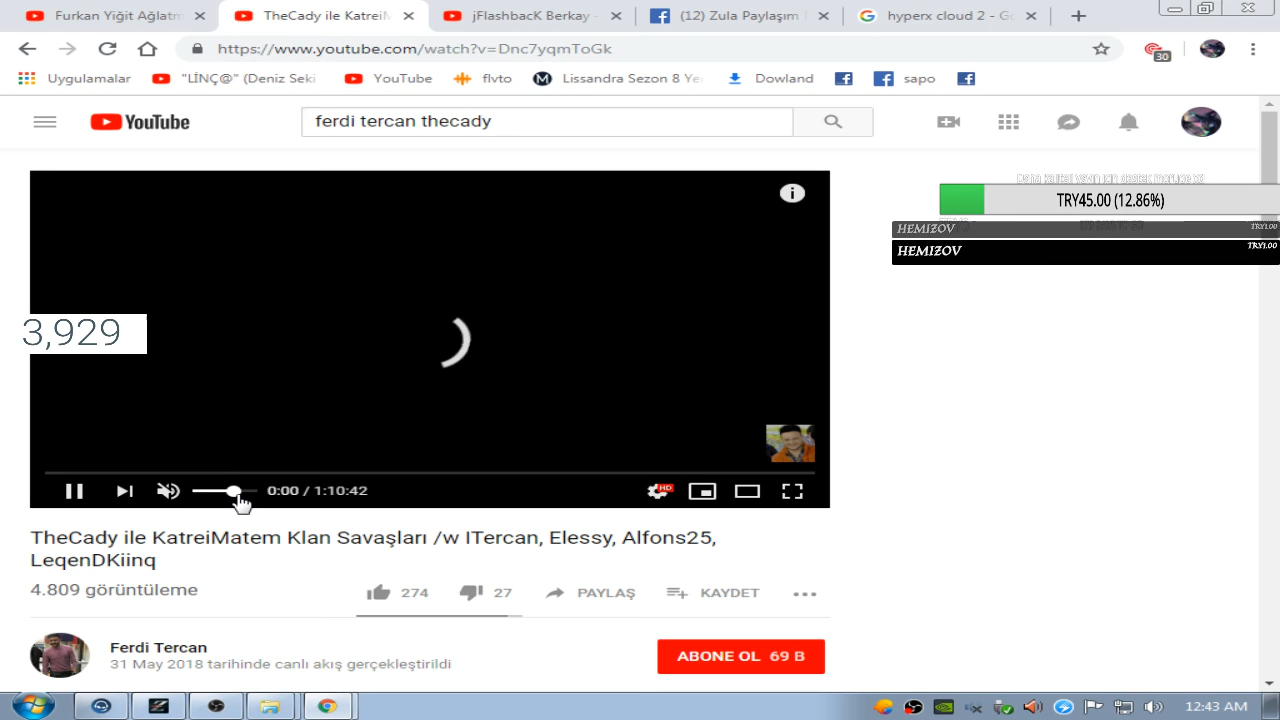 Furkan Yiğit Ağlatm
TheCady ile KatreiM
jFlashbacK Berkay -
(12) Zula Paylaşım
hyperx cloud 2 - Go
https://www.youtube.com/watch?v=Dnc7yqmToGk
30
Uygulamalar
"LİNÇ@" (Deniz Seki
YouTube
flvto
Lissandra Sezon 8 Ye
Dowland
sapo
YouTube
ferdi tercan thecady
TRY45.00 (12.86%)
HEMIZOV
TRY1.00
HEMIZOV
TRY1.00
3,929
0:00 / 1:10:42
HD
TheCady ile KatreiMatem Klan Savaşları /w ITercan, Elessy, Alfons25,
LeqenDKiinq
4.809 görüntüleme
274
27
PAYLAŞ
KAYDET
Ferdi Tercan
31 May 2018 tarihinde canlı akış gerçekleştirildi
ABONE OL 69 B
12:43 AM